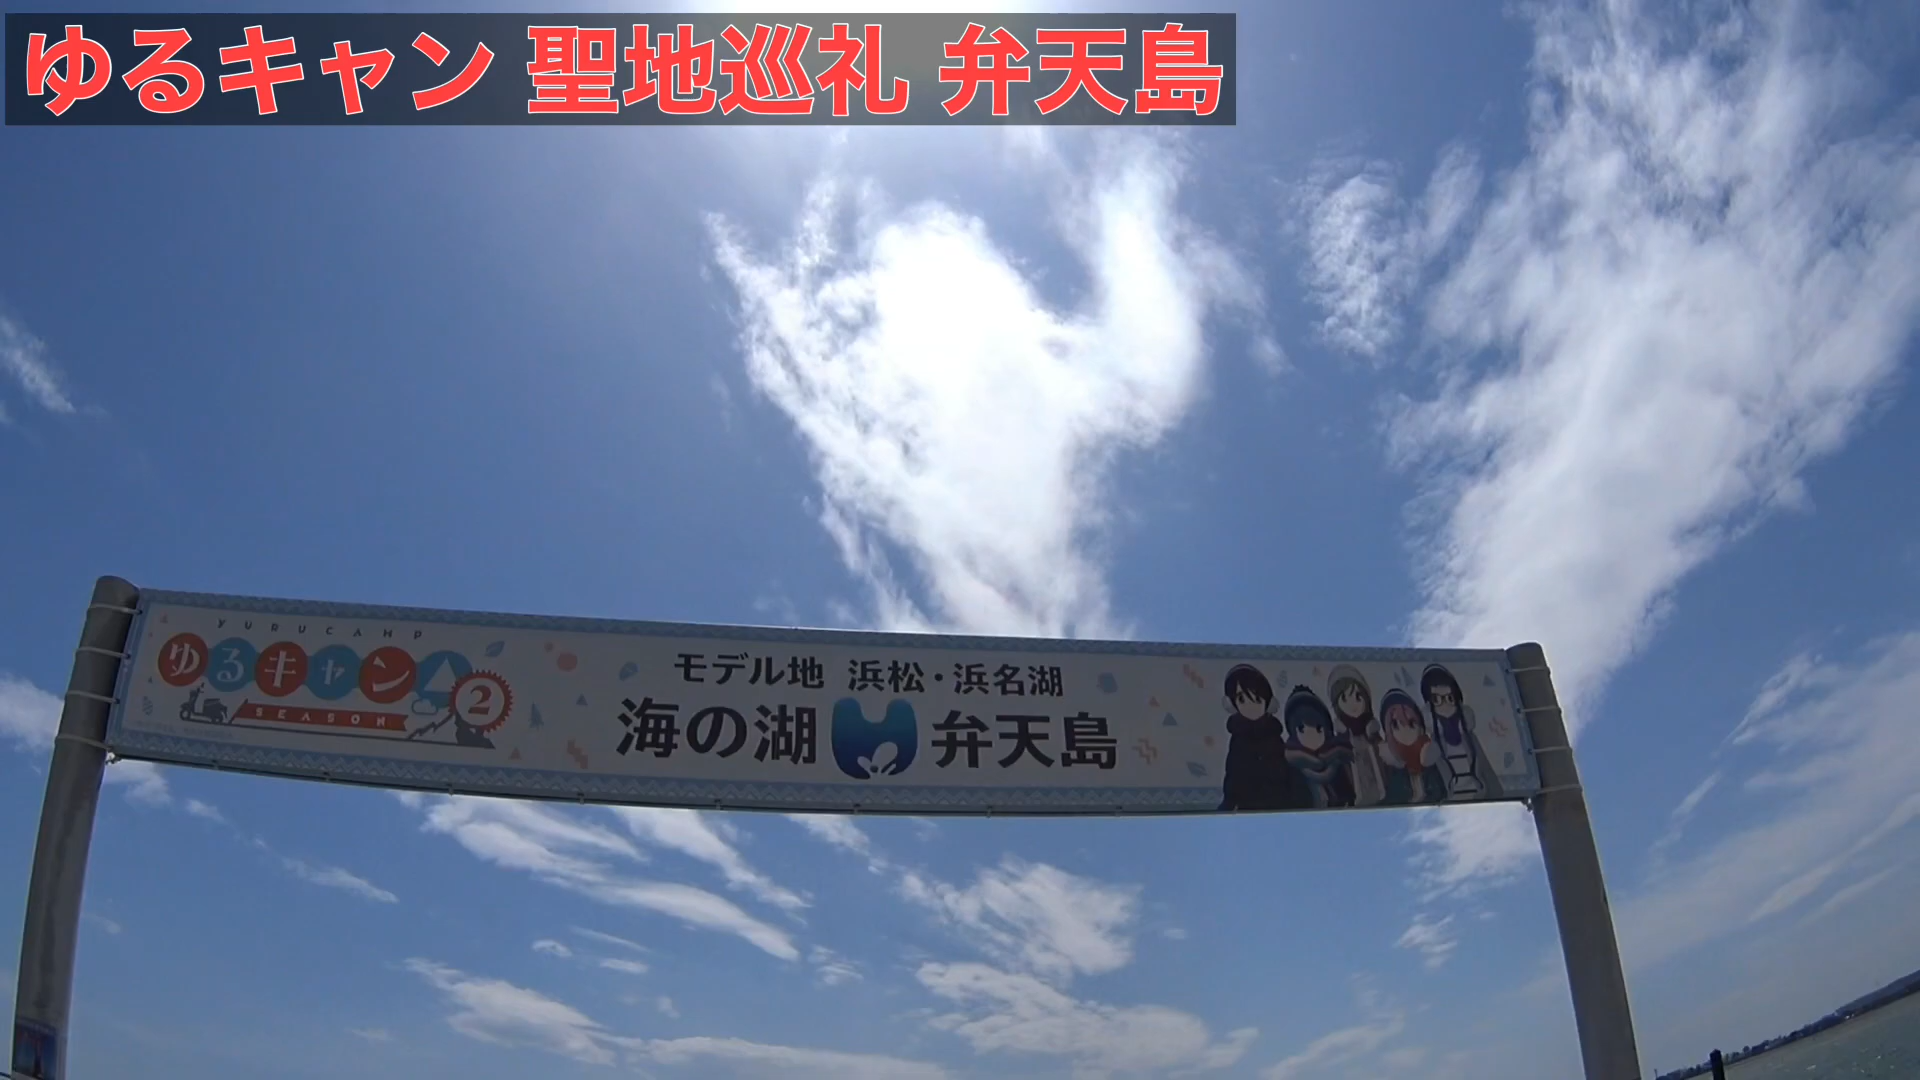 ゆるキャン 聖地巡礼 弁天島
YURUCAMP
ゆるキャン△
SEASON 2
モデル地 浜松・浜名湖
海の湖 弁天島